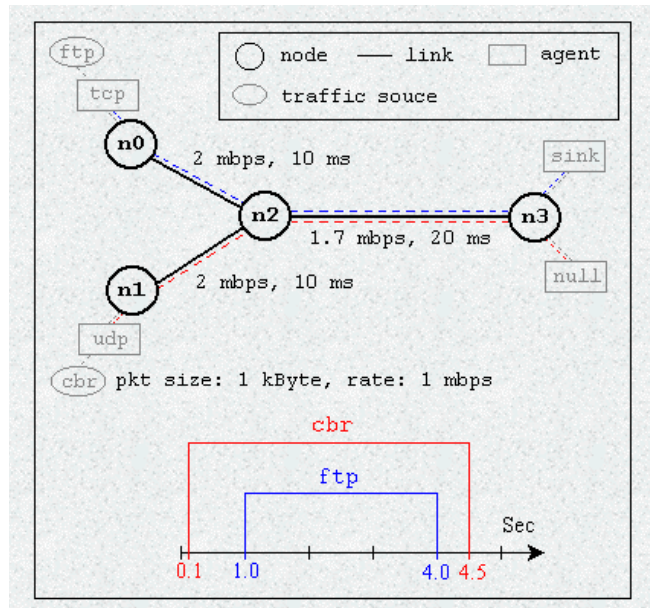 ftp
node link agent
tcp
traffic souce
n0
2 mbps, 10 ms
sink
n2
n3
1.7 mbps, 20 ms
n1
2 mbps, 10 ms
null
udp
cbr pkt size: 1 kByte, rate: 1 mbps
cbr
ftp
Sec
0.1 1.0 4.0 4.5